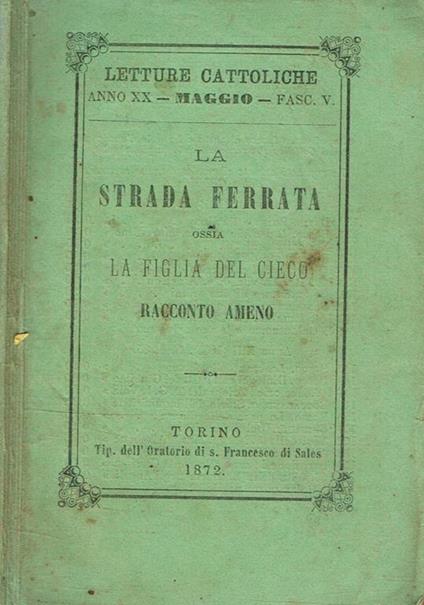 LETTURE CATTOLICHE
ANNO XX — MAGGIO — FASC. V.
LA
STRADA FERRATA
OSSIA
LA FIGLIA DEL CIECO
RACCONTO AMENO
TORINO
Tip. dell' Oratorio di s. Francesco di Sales
1872.